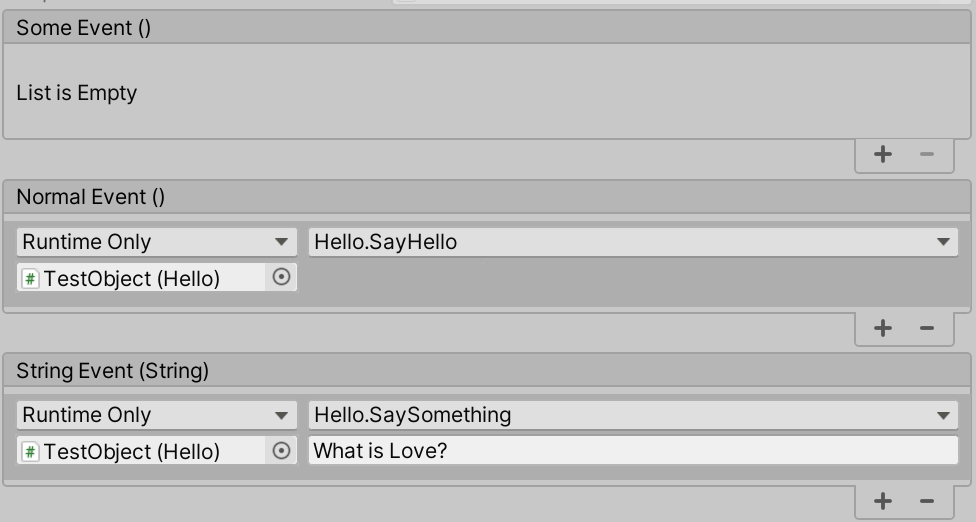 Some Event ()
List is Empty
Normal Event ()
Runtime Only Hello.SayHello
# TestObject (Hello)
String Event (String)
Runtime Only Hello.SaySomething
# TestObject (Hello) What is Love?